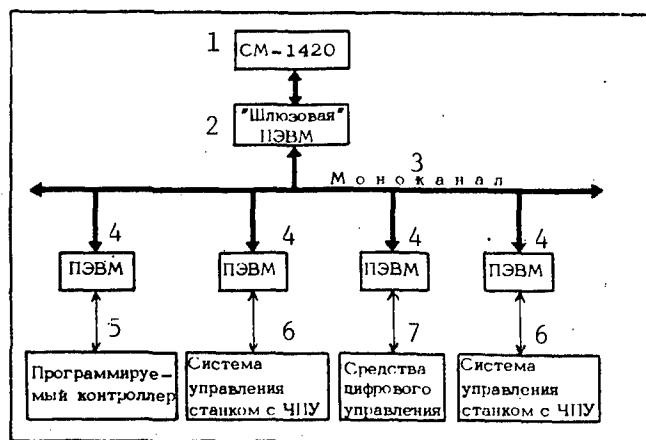 1 СМ-1420
2 "Шлюзовая"
ПЭВМ
3
Моноканал
4 4 4 4
ПЭВМ ПЭВМ ПЭВМ ПЭВМ
5 6 7 6
Программируе-
мый контроллер
Система
управления
станком с ЧПУ
Средства
цифрового
управления
Система
управления
станком с ЧПУ